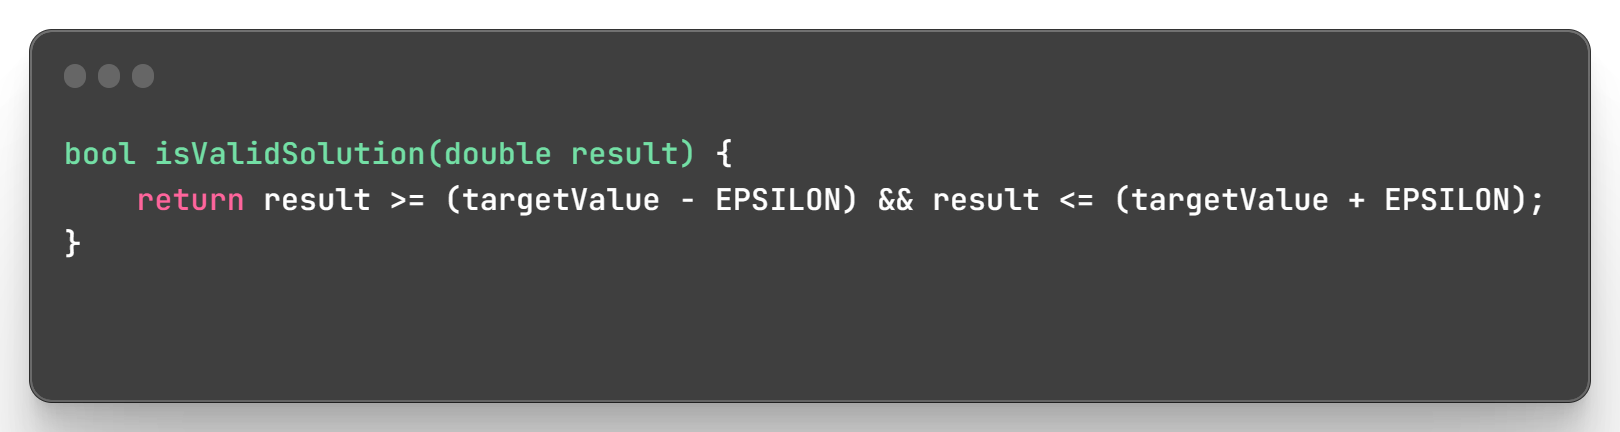 bool isValidSolution(double result) {
    return result >= (targetValue - EPSILON) && result <= (targetValue + EPSILON);
}